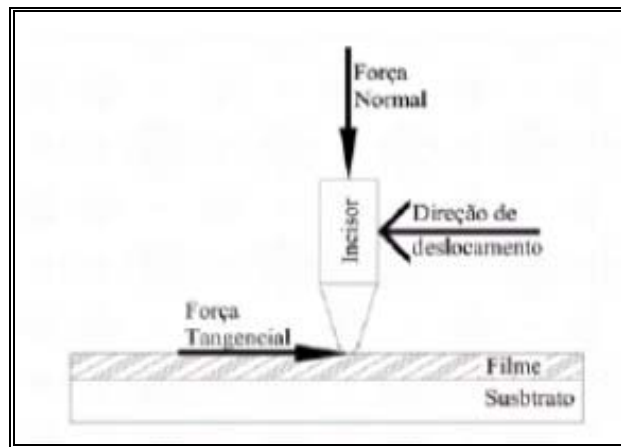 Força
Normal
Incisor
Direção de
deslocamento
Força
Tangencial
Filme
Susbtrato